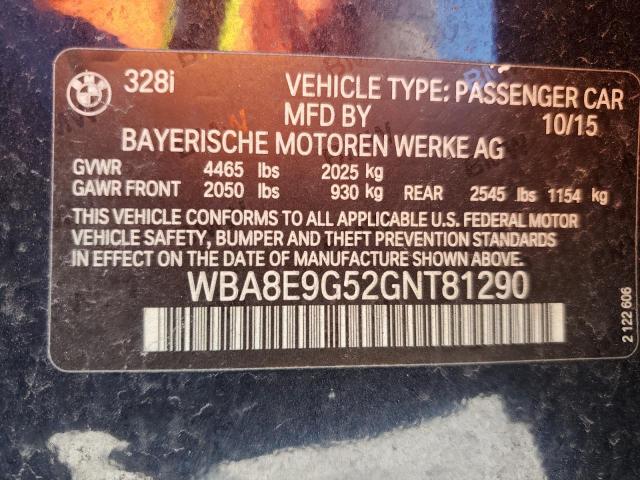 328i VEHICLE TYPE: PASSENGER CAR
MFD BY 10/15
BAYERISCHE MOTOREN WERKE AG
GVWR 4465 lbs 2025 kg
GAWR FRONT 2050 lbs 930 kg REAR 2545 lbs 1154 kg
THIS VEHICLE CONFORMS TO ALL APPLICABLE U.S. FEDERAL MOTOR
VEHICLE SAFETY, BUMPER AND THEFT PREVENTION STANDARDS
IN EFFECT ON THE DATE OF MANUFACTURE SHOWN ABOVE.
WBA8E9G52GNT81290
2 122 606